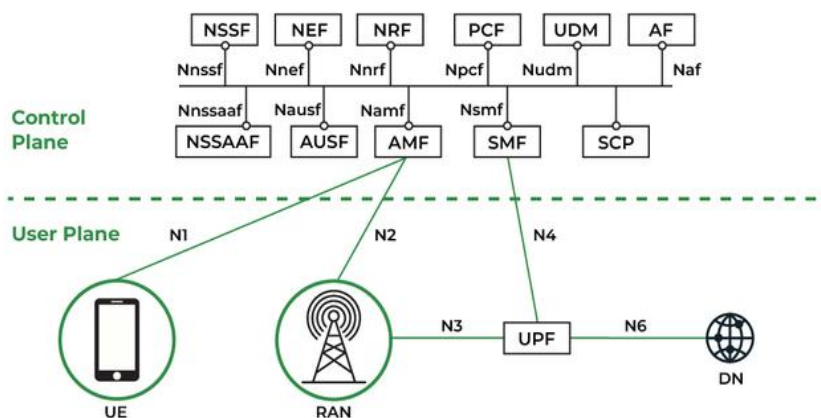 NSSF NEF NRF PCF UDM AF
Nnssf Nnef Nnrf Npcf Nudm Naf
Nnssaaf Nausf Namf Nsmf
Control
Plane
NSSAAF AUSF AMF SMF SCP
User Plane
N1 N2 N4
N3 N6
UPF
DN
UE RAN